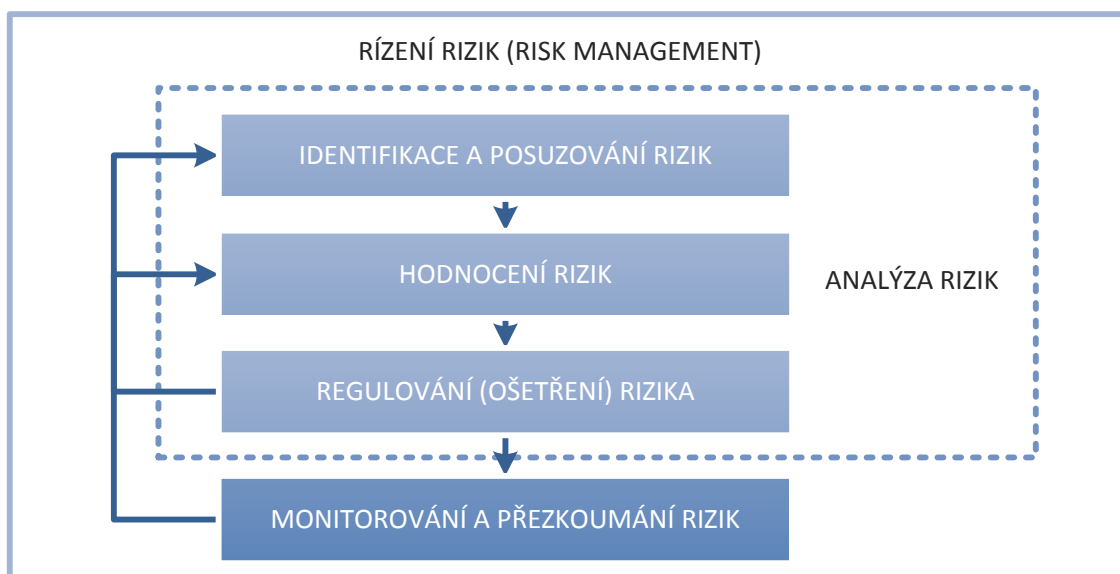 RÍZENÍ RIZIK (RISK MANAGEMENT)
IDENTIFIKACE A POSUZOVÁNÍ RIZIK
HODNOCENÍ RIZIK
ANALÝZA RIZIK
REGULOVÁNÍ (OŠETŘENÍ) RIZIKA
MONITOROVÁNÍ A PŘEZKOUMÁNÍ RIZIK